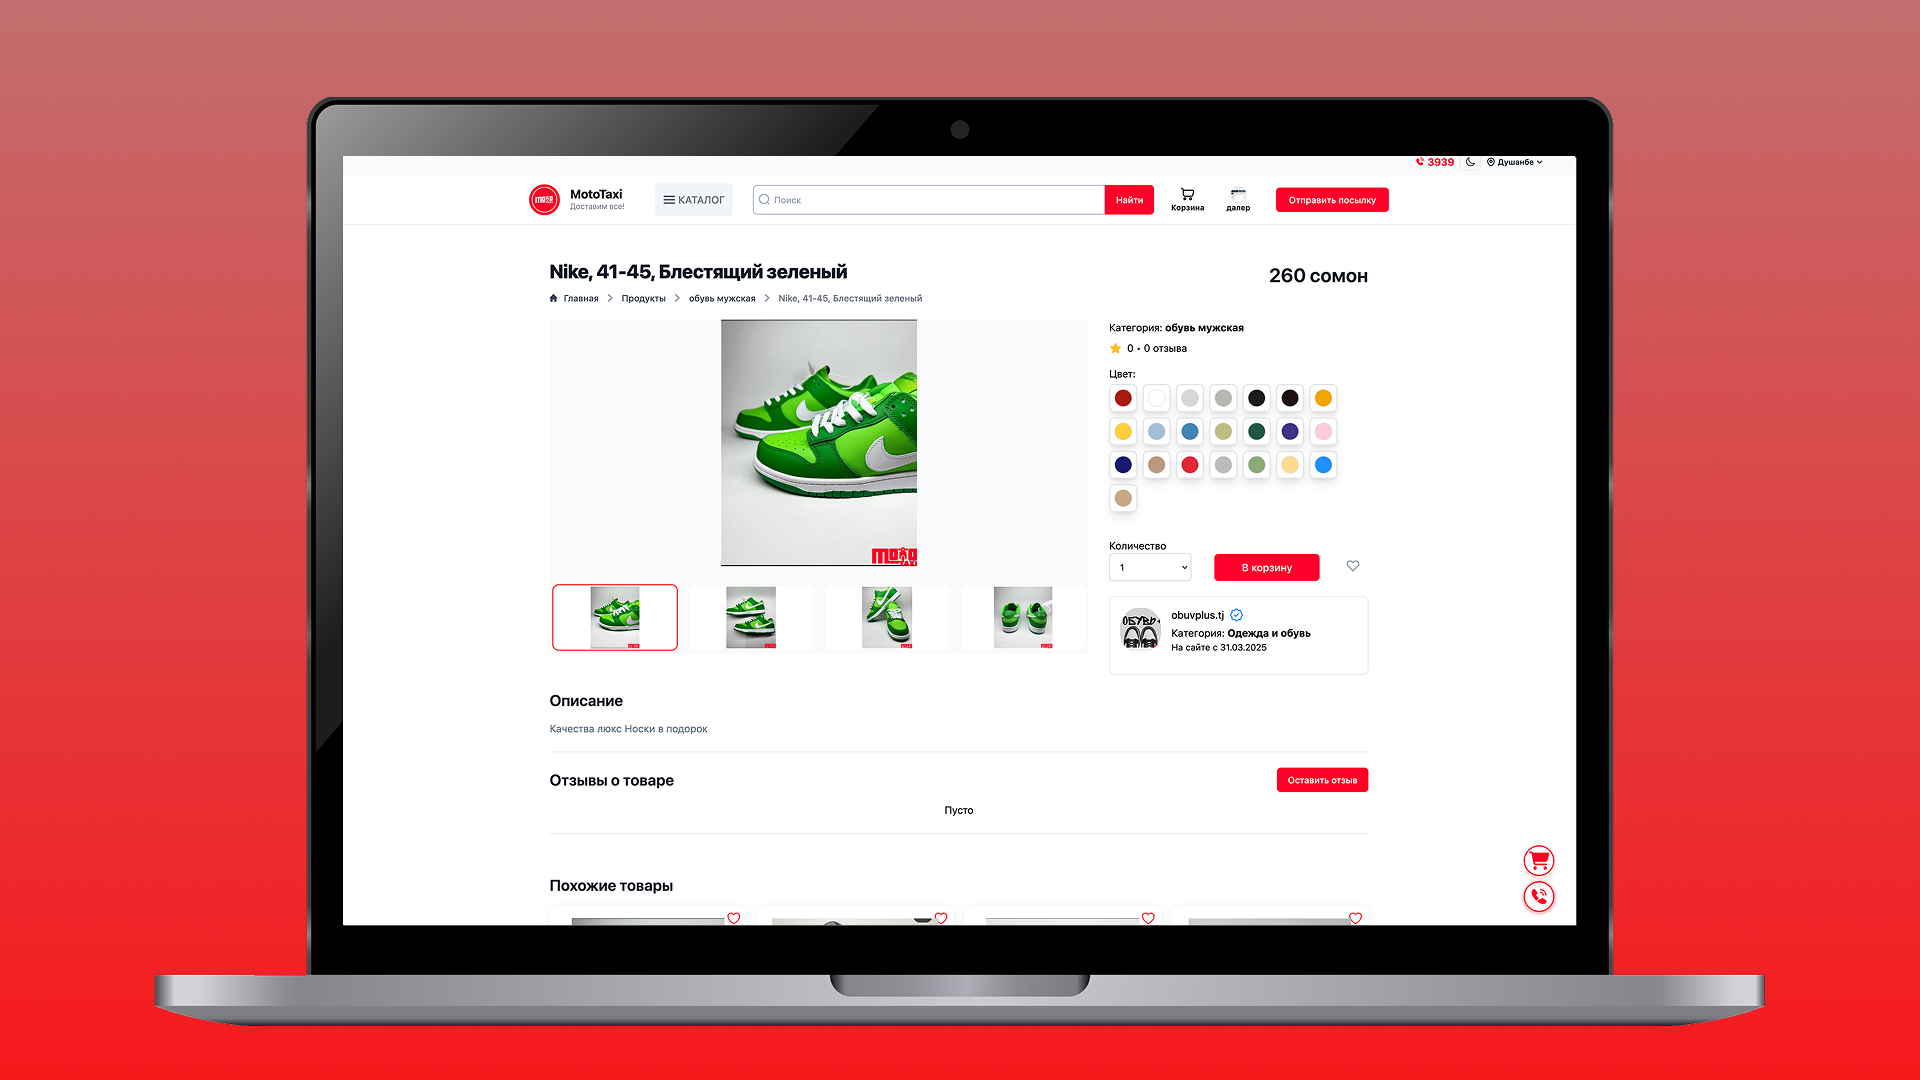 3939
Душанбе
MotoTaxi
Доставим все!
КАТАЛОГ
Поиск
Найти
Корзина
далер
Отправить посылку
Nike, 41-45, Блестящий зеленый
260 сомон
Главная
Продукты
обувь мужская
Nike, 41-45, Блестящий зеленый
Категория: обувь мужская
0 • 0 отзыва
Цвет:
Количество
1
В корзину
obuvplus.tj
Категория: Одежда и обувь
На сайте с 31.03.2025
Описание
Качества люкс Носки в подорок
Отзывы о товаре
Оставить отзыв
Пусто
Похожие товары